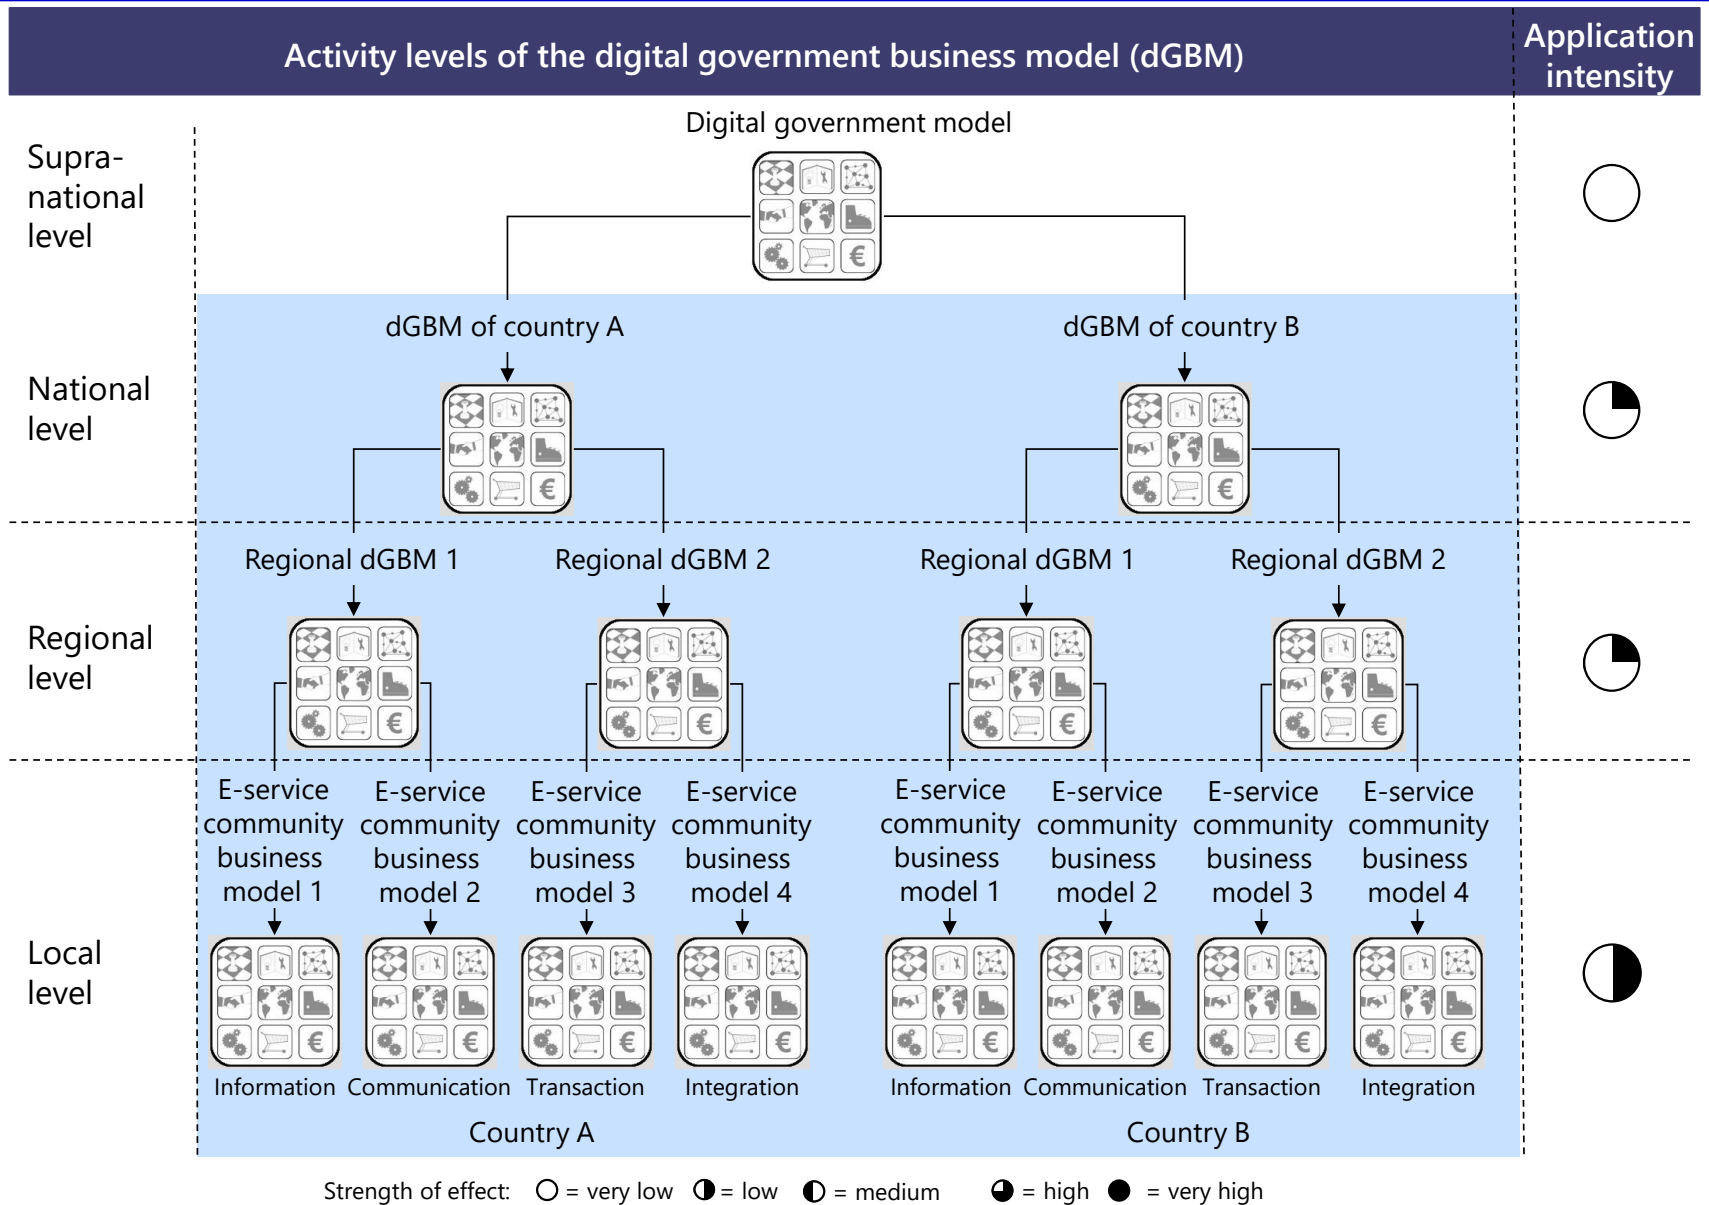 Activity levels of the digital government business model (dGBM)
Application
intensity
Digital government model
Supra-
national
level
dGBM of country A
dGBM of country B
National
level
€
Regional dGBM 1
Regional dGBM 2
Regional dGBM 1
Regional dGBM 2
Regional
level
E-service
community
business
model 1
E-service
community
business
model 2
E-service
community
business
model 3
E-service
community
business
model 4
E-service
community
business
model 1
E-service
community
business
model 2
E-service
community
business
model 3
E-service
community
business
model 4
Local
level
Information
Communication
Transaction
Integration
Information
Communication
Transaction
Integration
Country A
Country B
Strength of effect: = very low = low = medium = high = very high